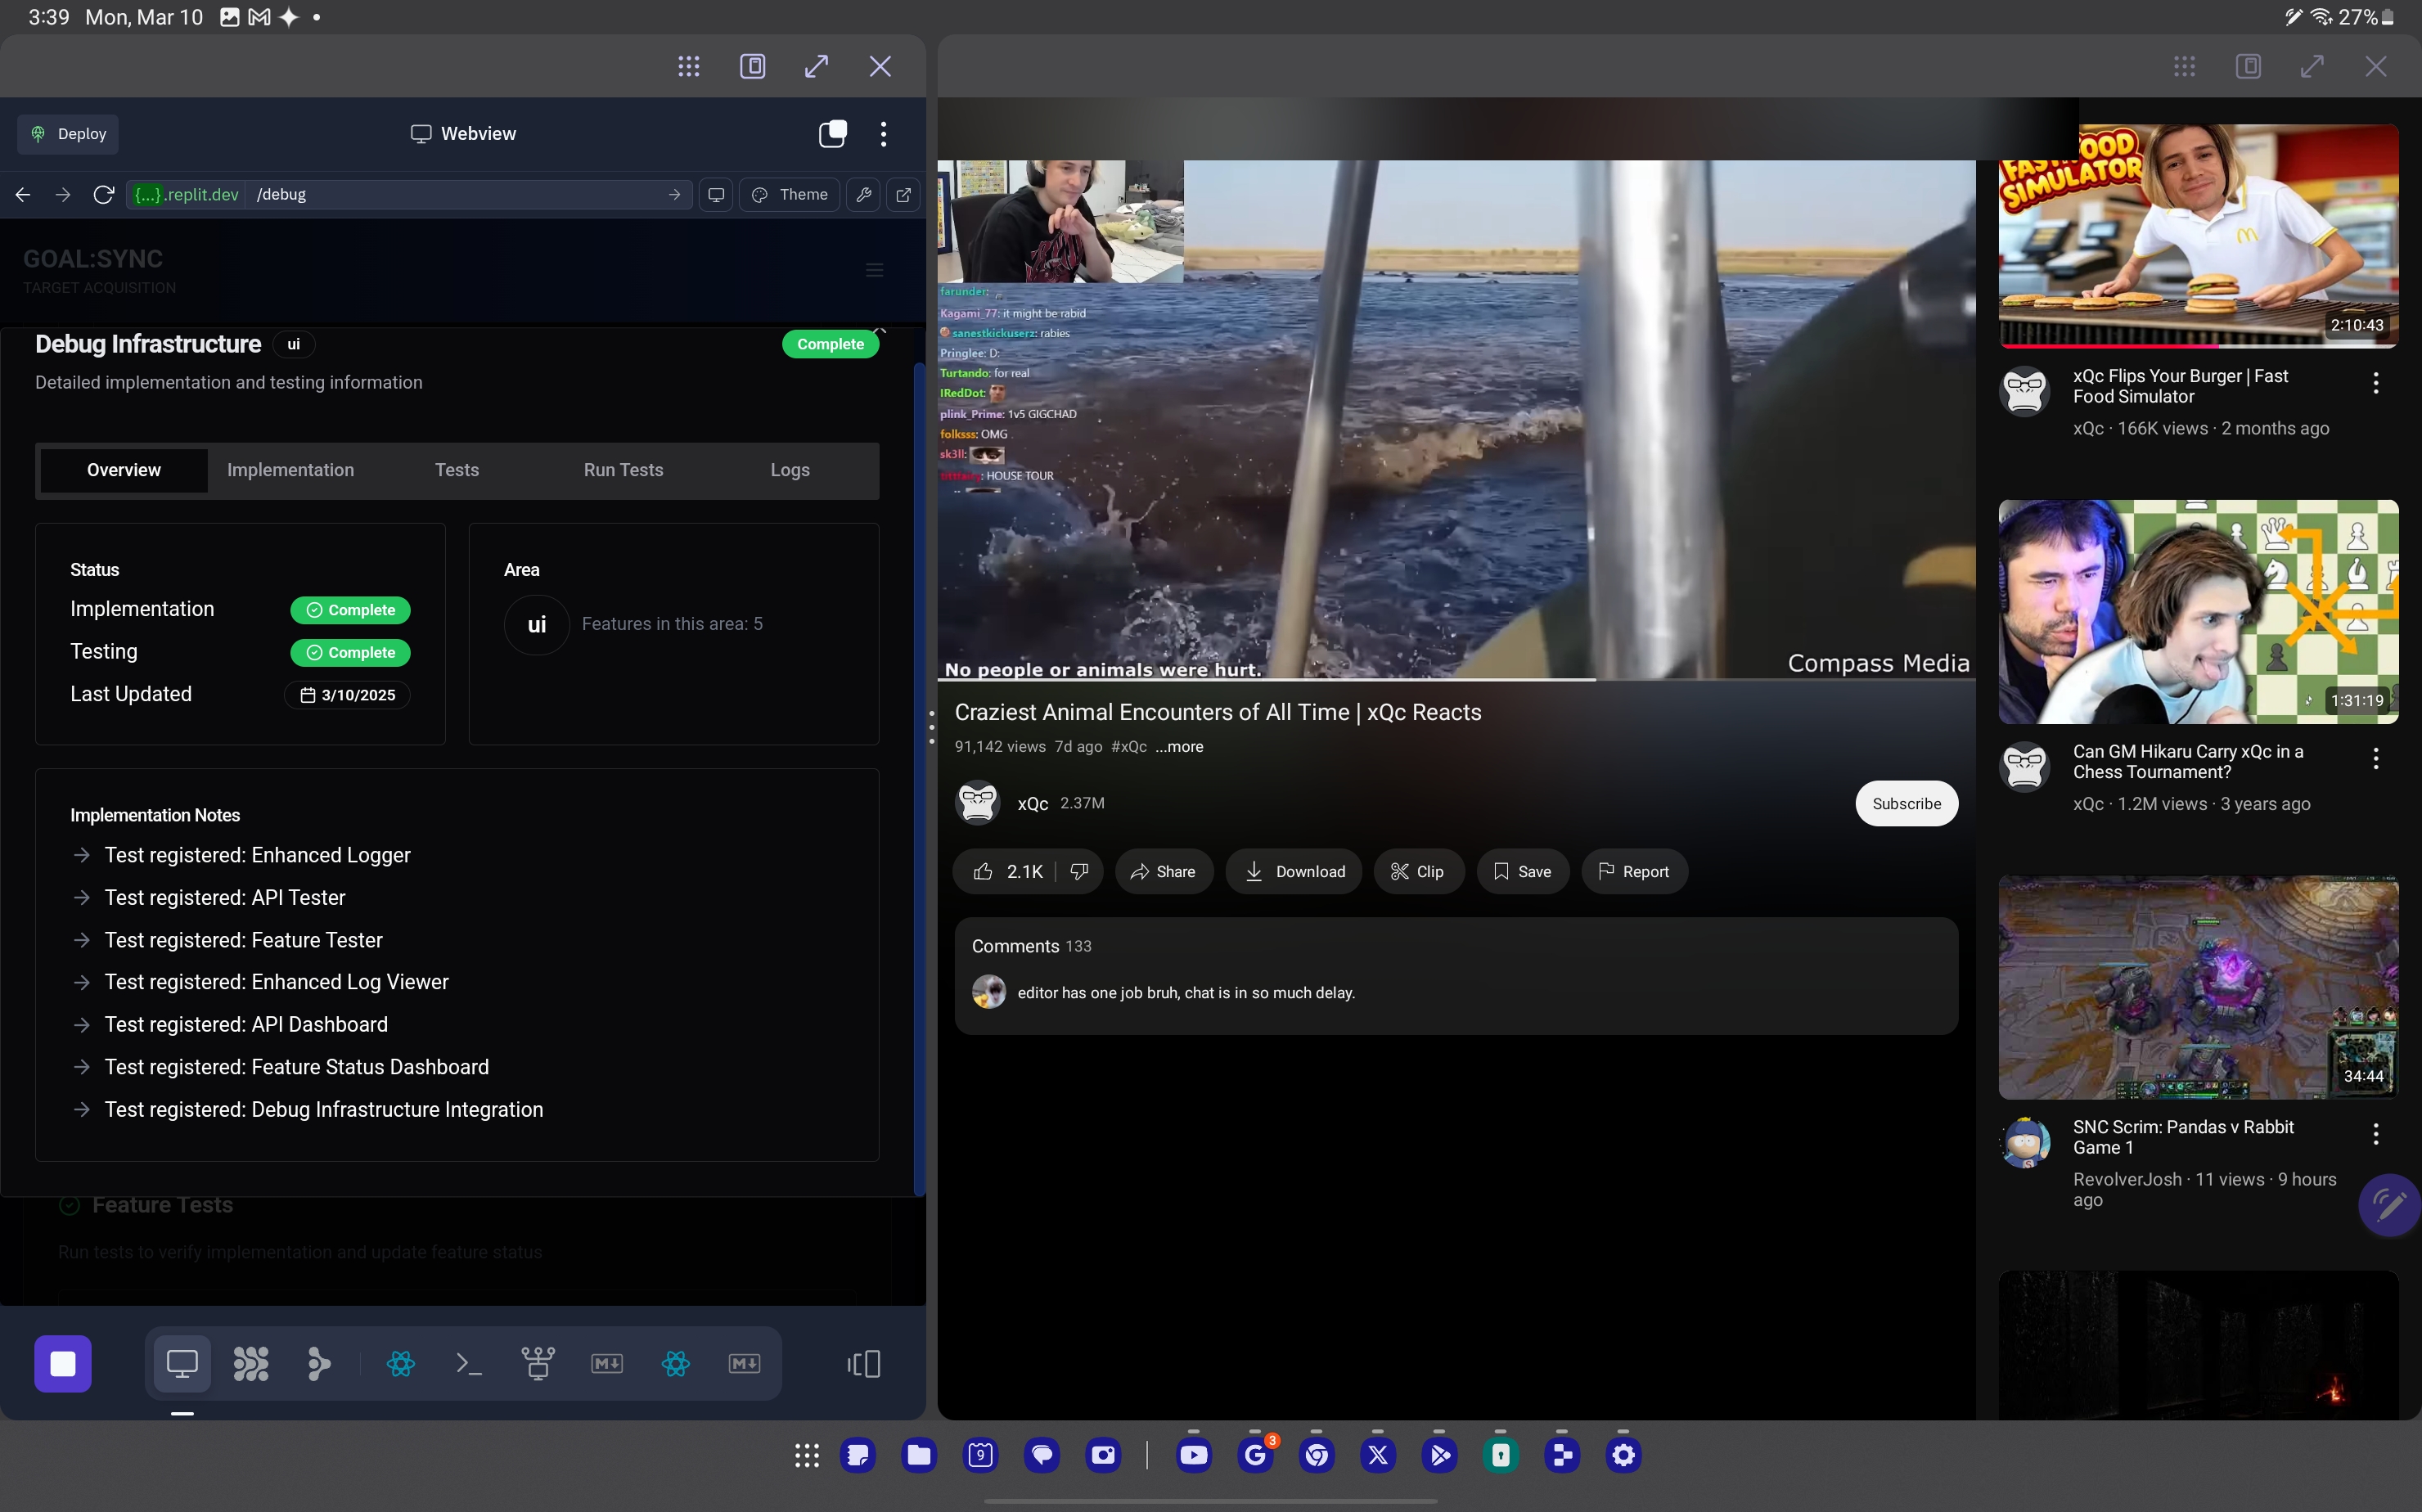 3:39 Mon, Mar 10
27%
Deploy
Webview
{...}.replit.dev /debug
Theme
GOAL:SYNC
TARGET ACQUISITION
Debug Infrastructure ui
Complete
Detailed implementation and testing information
Overview Implementation Tests Run Tests Logs
Status
Implementation Complete
Testing Complete
Last Updated 3/10/2025
Area
ui Features in this area: 5
Implementation Notes
→ Test registered: Enhanced Logger
→ Test registered: API Tester
→ Test registered: Feature Tester
→ Test registered: Enhanced Log Viewer
→ Test registered: API Dashboard
→ Test registered: Feature Status Dashboard
→ Test registered: Debug Infrastructure Integration
Feature Tests
Run tests to verify implementation and update feature status
M↓
M↓
farunder:
Kagami_77: it might be rabid
sanestkickuserz: rabies
Pringlee: D:
Turtando: for real
IRedDot:
plink_Prime: 1v5 GIGCHAD
folksss: OMG
sk3ll:
: HOUSE TOUR
No people or animals were hurt.
Compass Media
Craziest Animal Encounters of All Time | xQc Reacts
91,142 views 7d ago #xQc ...more
xQc 2.37M
Subscribe
2.1K
Share
Download
Clip
Save
Report
Comments 133
editor has one job bruh, chat is in so much delay.
FAST FOOD
SIMULATOR
2:10:43
xQc Flips Your Burger | Fast
Food Simulator
xQc · 166K views · 2 months ago
1:31:19
Can GM Hikaru Carry xQc in a
Chess Tournament?
xQc · 1.2M views · 3 years ago
34:44
SNC Scrim: Pandas v Rabbit
Game 1
RevolverJosh · 11 views · 9 hours
ago
9
3